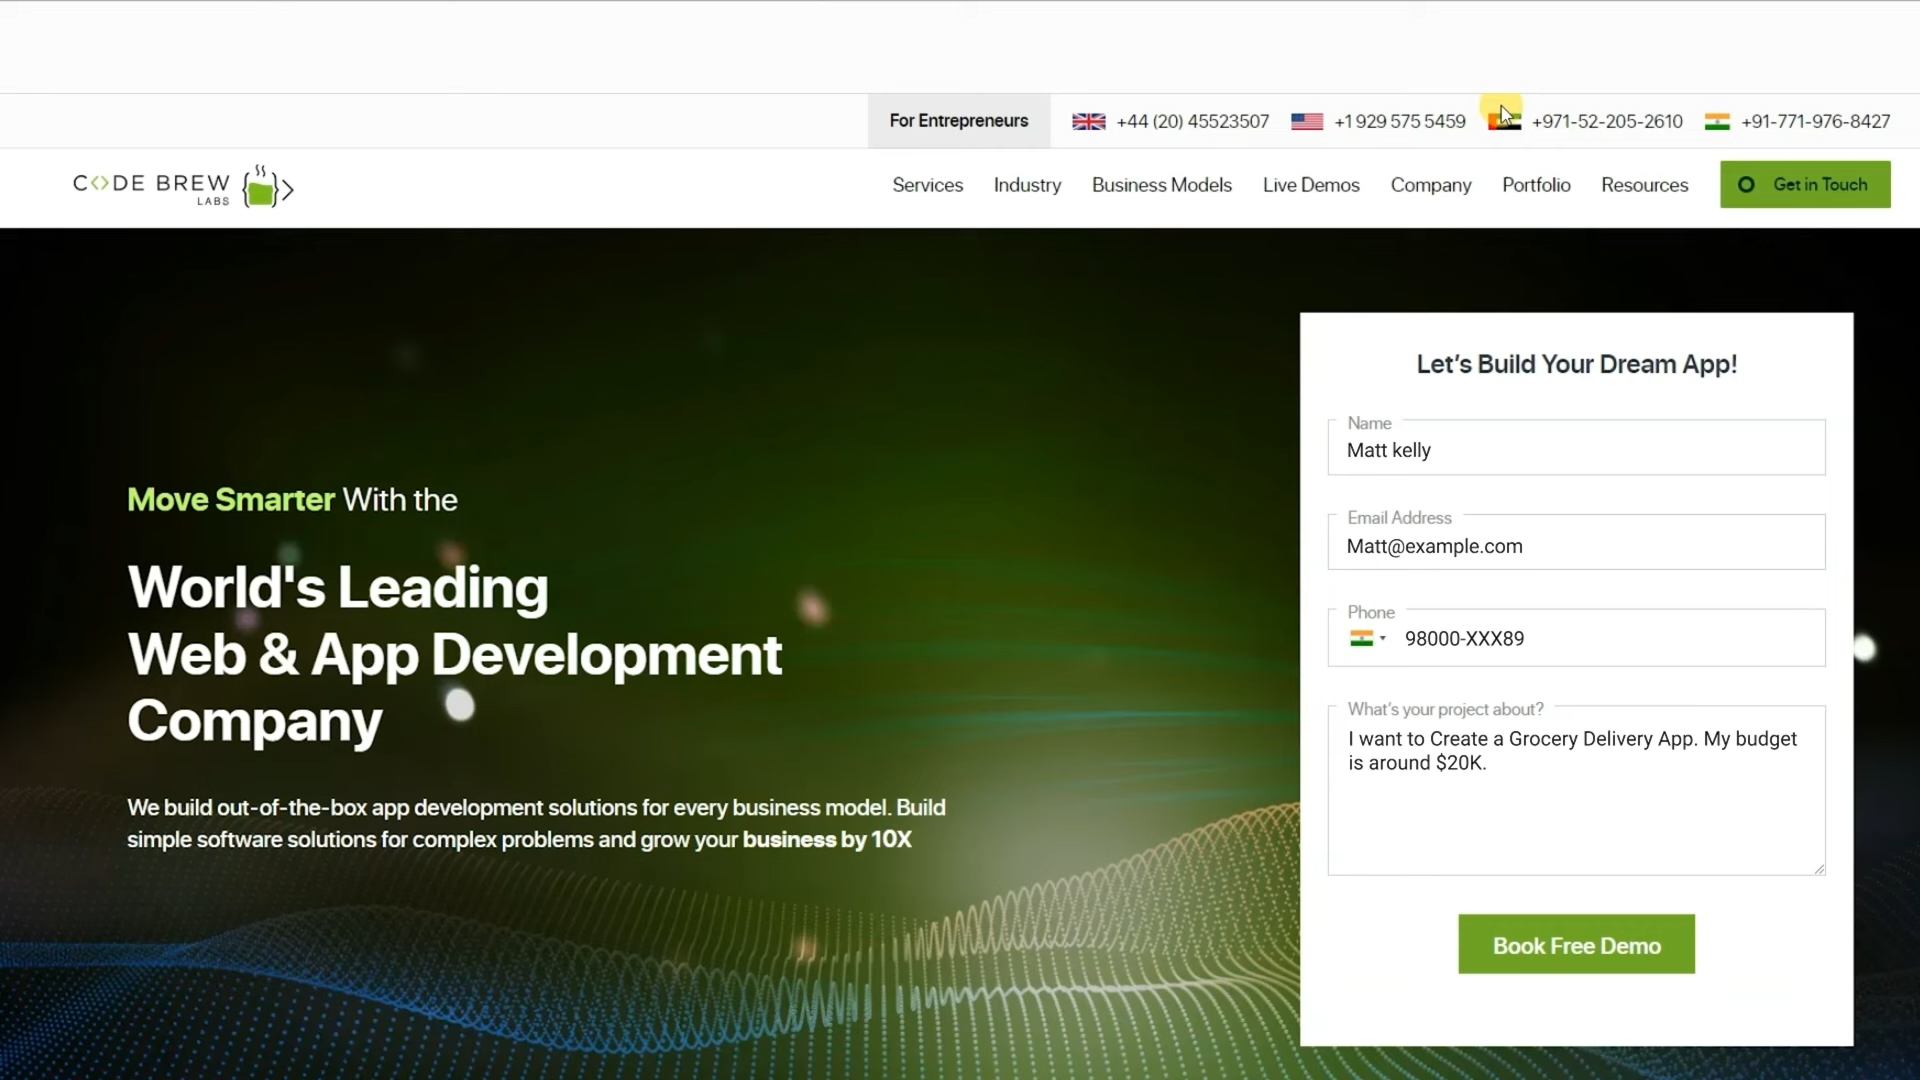 For Entrepreneurs +44 (20) 45523507 +1 929 575 5459 +971-52-205-2610 +91-771-976-8427
C<>DE BREW LABS
Services Industry Business Models Live Demos Company Portfolio Resources Get in Touch
Move Smarter With the
World's Leading
Web & App Development
Company
We build out-of-the-box app development solutions for every business model. Build
simple software solutions for complex problems and grow your business by 10X
Let's Build Your Dream App!
Name
Matt kelly
Email Address
Matt@example.com
Phone
98000-XXX89
What's your project about?
I want to Create a Grocery Delivery App. My budget
is around $20K.
Book Free Demo